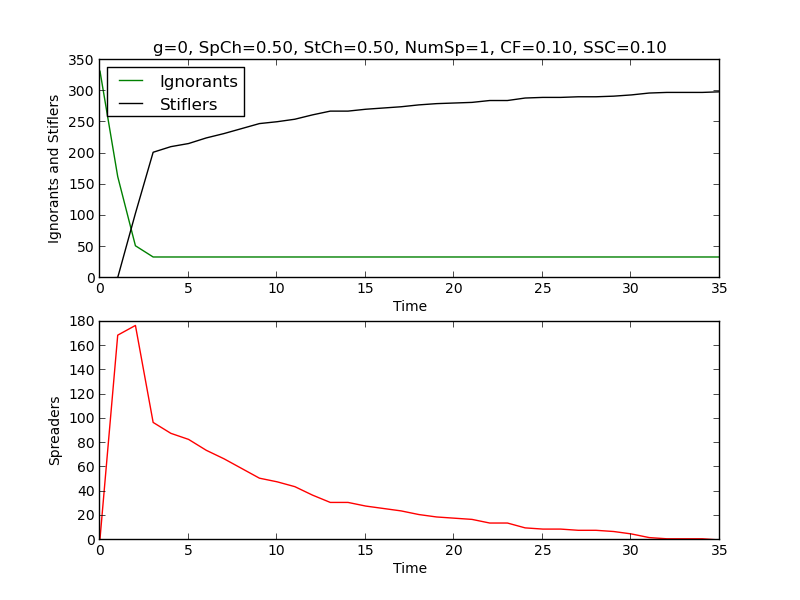 g=0, SpCh=0.50, StCh=0.50, NumSp=1, CF=0.10, SSC=0.10
350
300
250
200
150
100
50
0
Ignorants and Stiflers
Ignorants
Stiflers
0 5 10 15 20 25 30 35
Time
180
160
140
120
100
80
60
40
20
0
Spreaders
0 5 10 15 20 25 30 35
Time